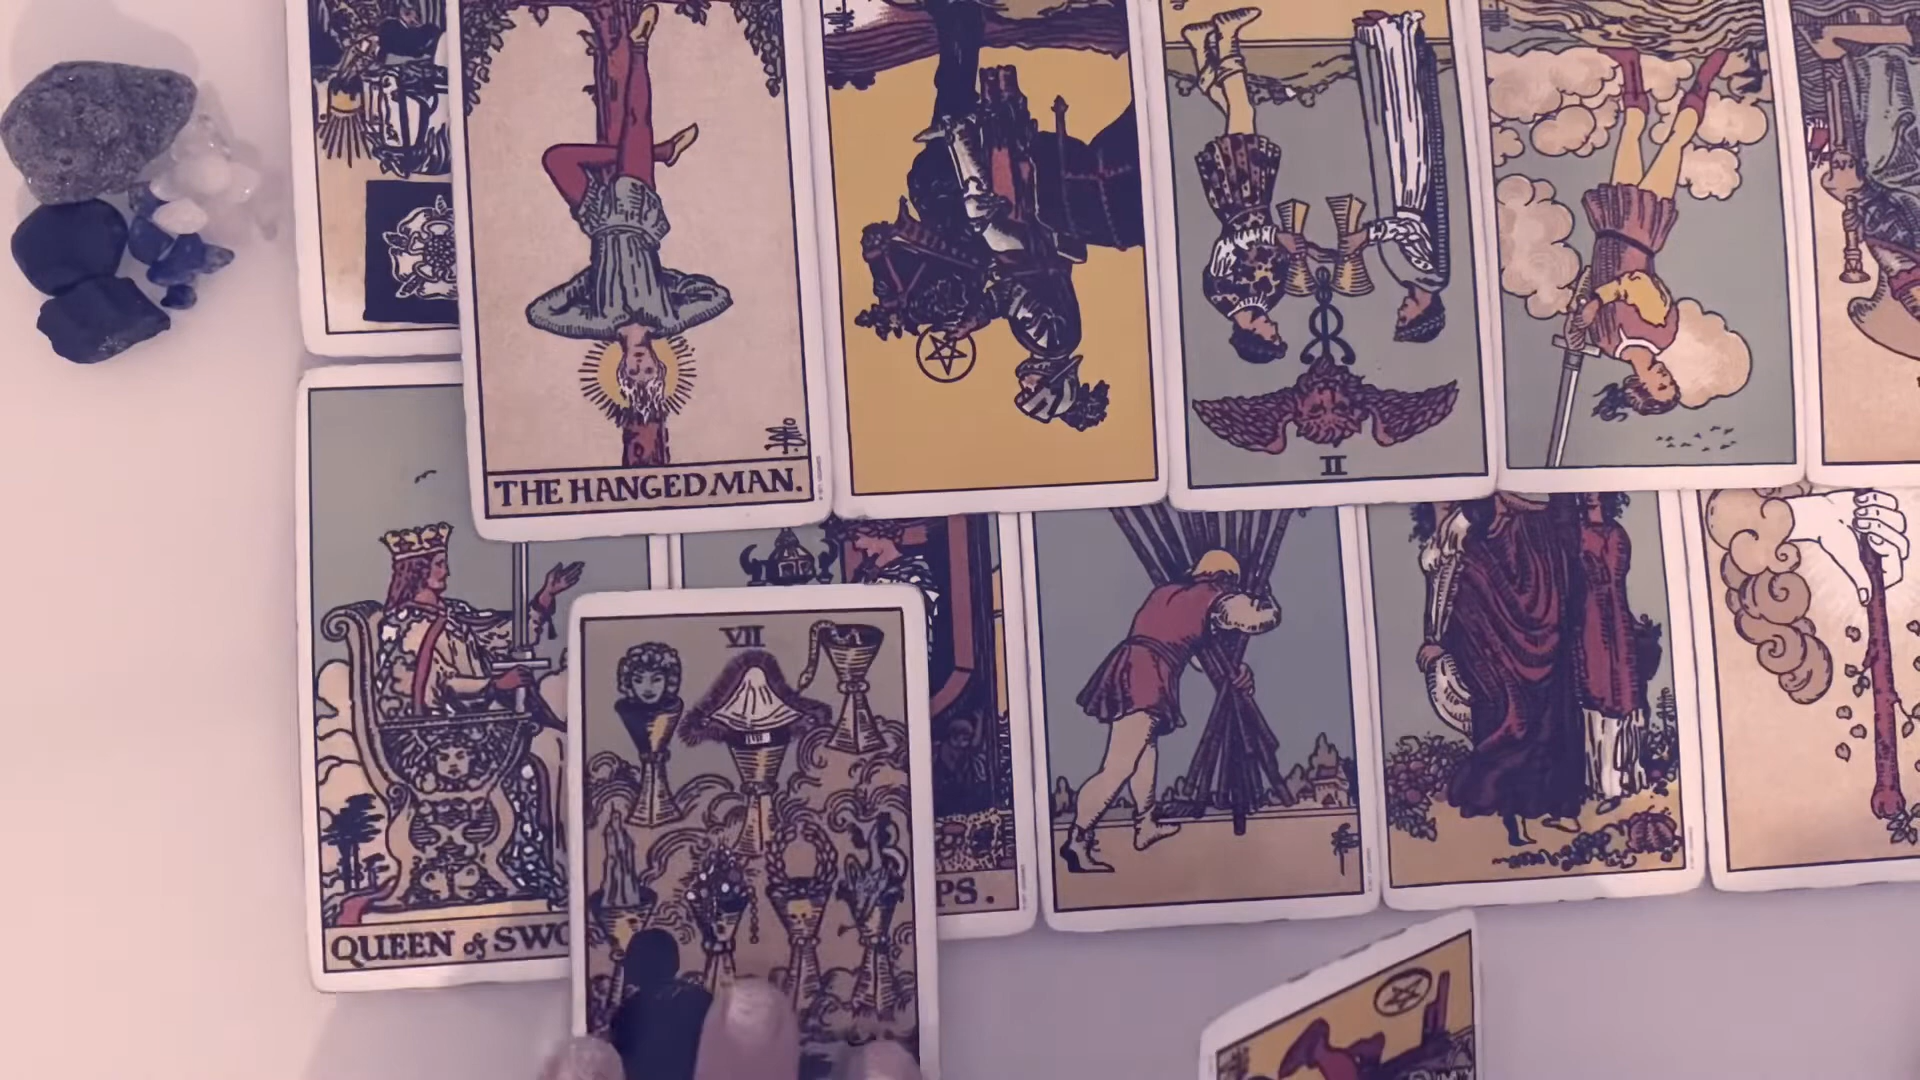 THE HANGED MAN.
II
VII
PS.
QUEEN of SWO